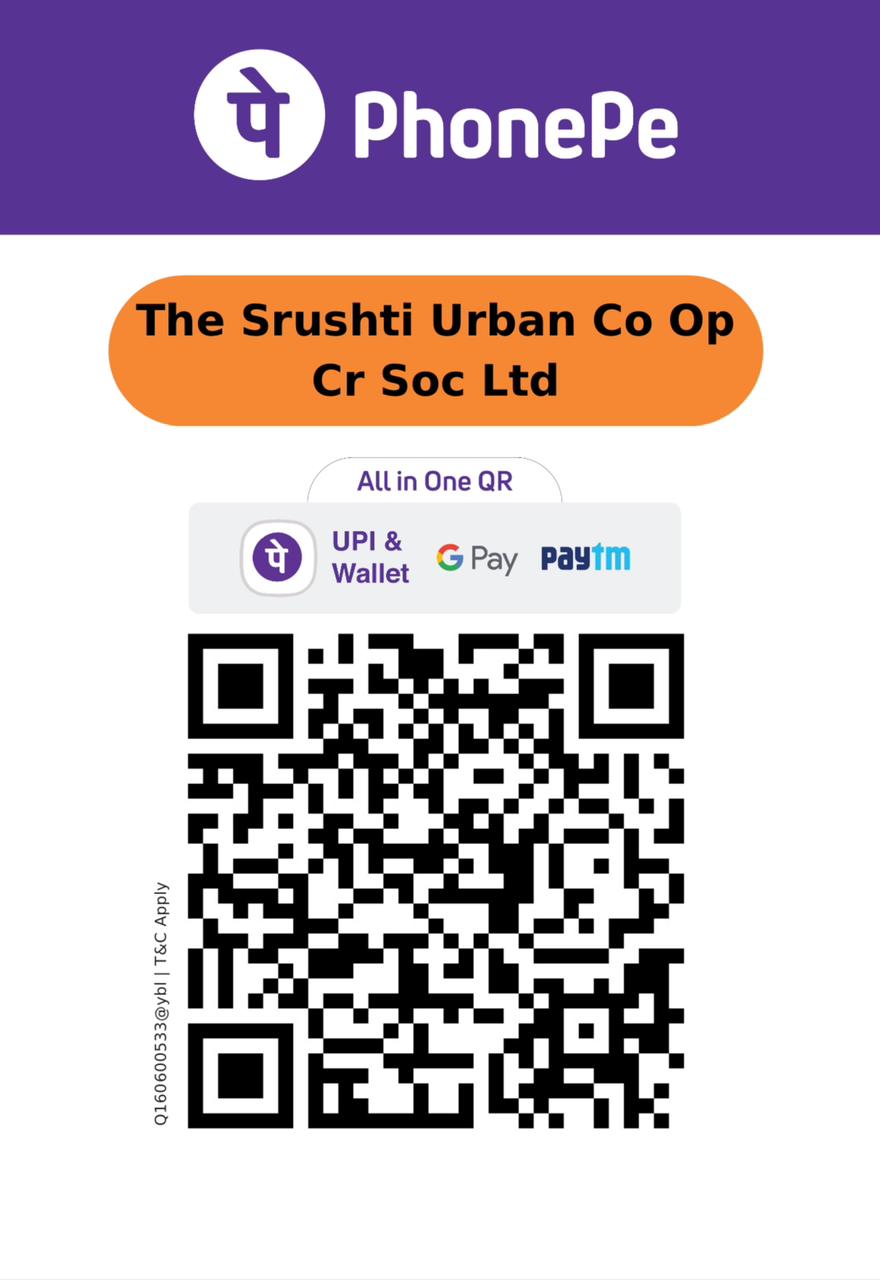 पे PhonePe
The Srushti Urban Co Op
Cr Soc Ltd
All in One QR
पे UPI &
Wallet
G Pay paytm
Q160600533@ybl | T&C Apply